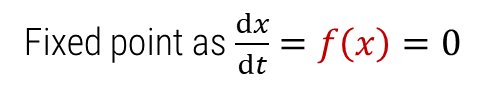 Fixed point as dx/dt = f(x) = 0